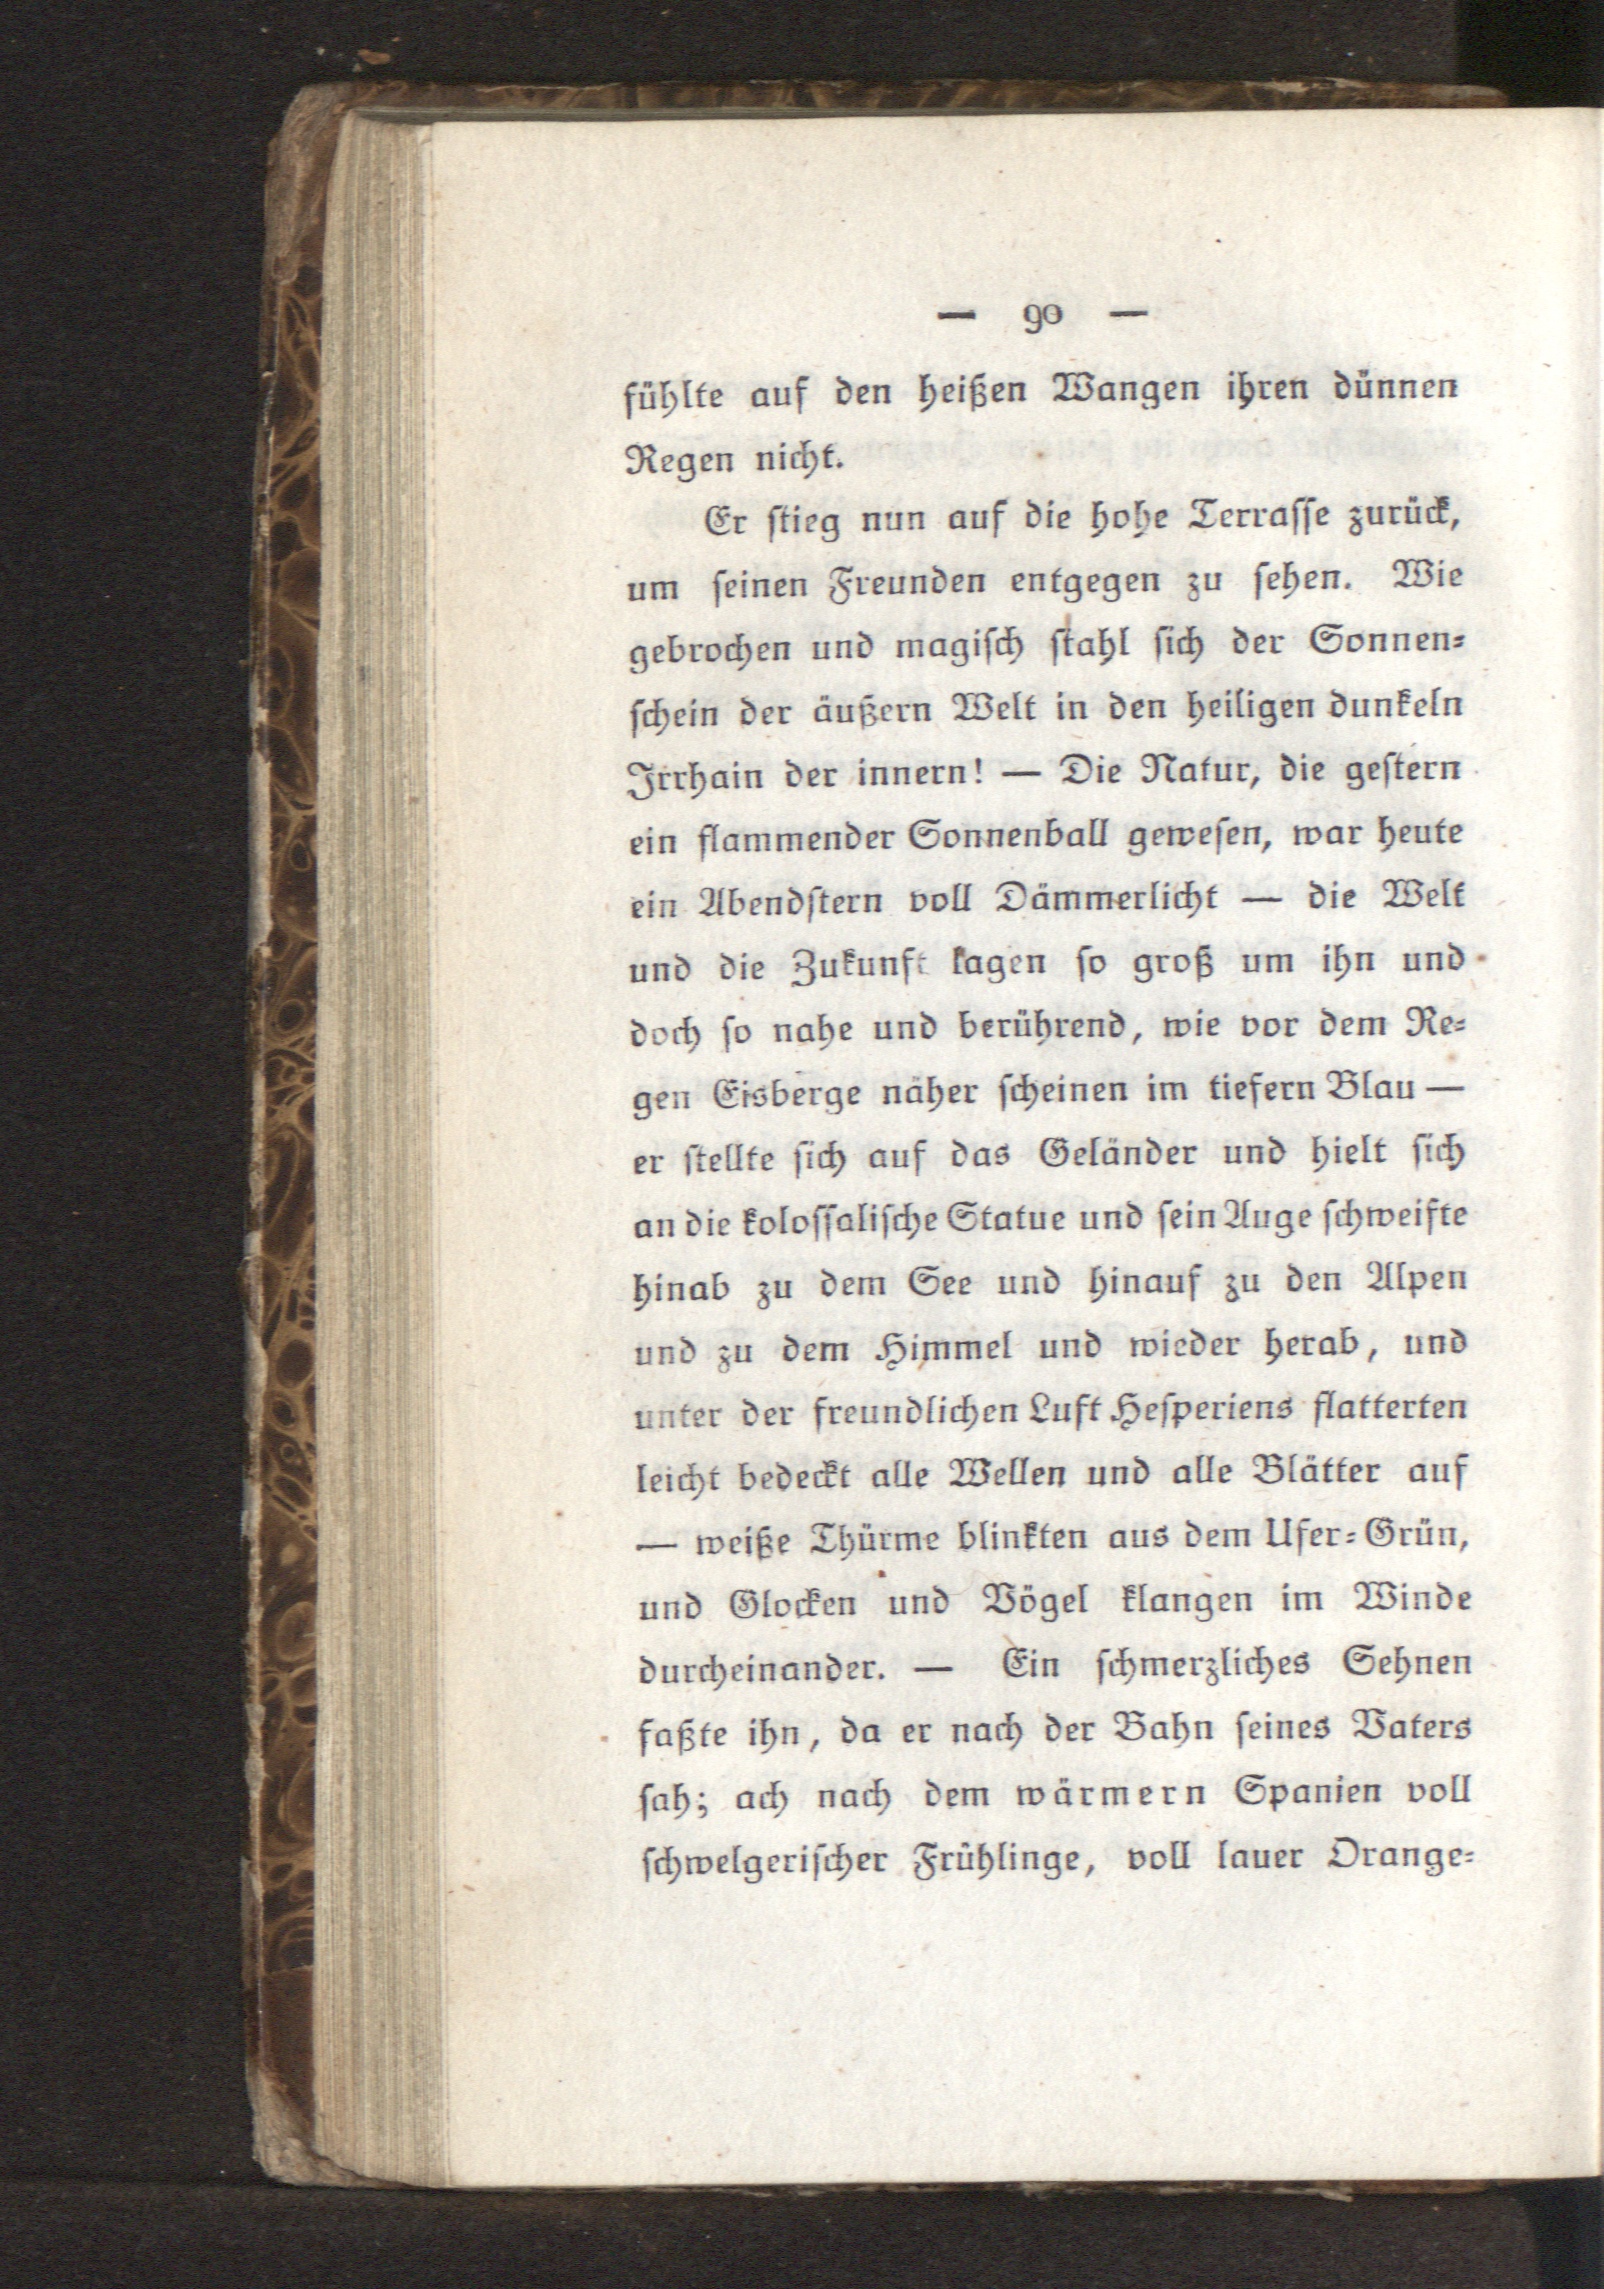 — 90 —
fühlte auf den heißen Wangen ihren dünnen
Regen nicht.
Er ſtieg nun auf die hohe Terraſſe zurück,
um ſeinen Freunden entgegen zu ſehen. Wie
gebrochen und magiſch ſtahl ſich der Sonnen⸗
ſchein der äußern Welt in den heiligen dunkeln
Irrhain der innern! — Die Natur, die geſtern
ein flammender Sonnenball geweſen, war heute
ein Abendſtern voll Dämmerlicht — die Welt
und die Zukunft kagen ſo groß um ihn und
doch ſo nahe und berührend, wie vor dem Re⸗
gen Eisberge näher ſcheinen im tiefern Blau —
er ſtellte ſich auf das Geländer und hielt ſich
an die koloſſaliſche Statue und ſein Auge ſchweifte
hinab zu dem See und hinauf zu den Alpen
und zu dem Himmel und wieder herab, und
unter der freundlichen Luft Heſperiens flatterten
leicht bedeckt alle Wellen und alle Blätter auf
— weiße Thürme blinkten aus dem Ufer⸗Grün,
und Glocken und Vögel klangen im Winde
durcheinander. — Ein ſchmerzliches Sehnen
faßte ihn, da er nach der Bahn ſeines Vaters
ſah; ach nach dem wärmern Spanien voll
ſchwelgeriſcher Frühlinge, voll lauer Orange⸗